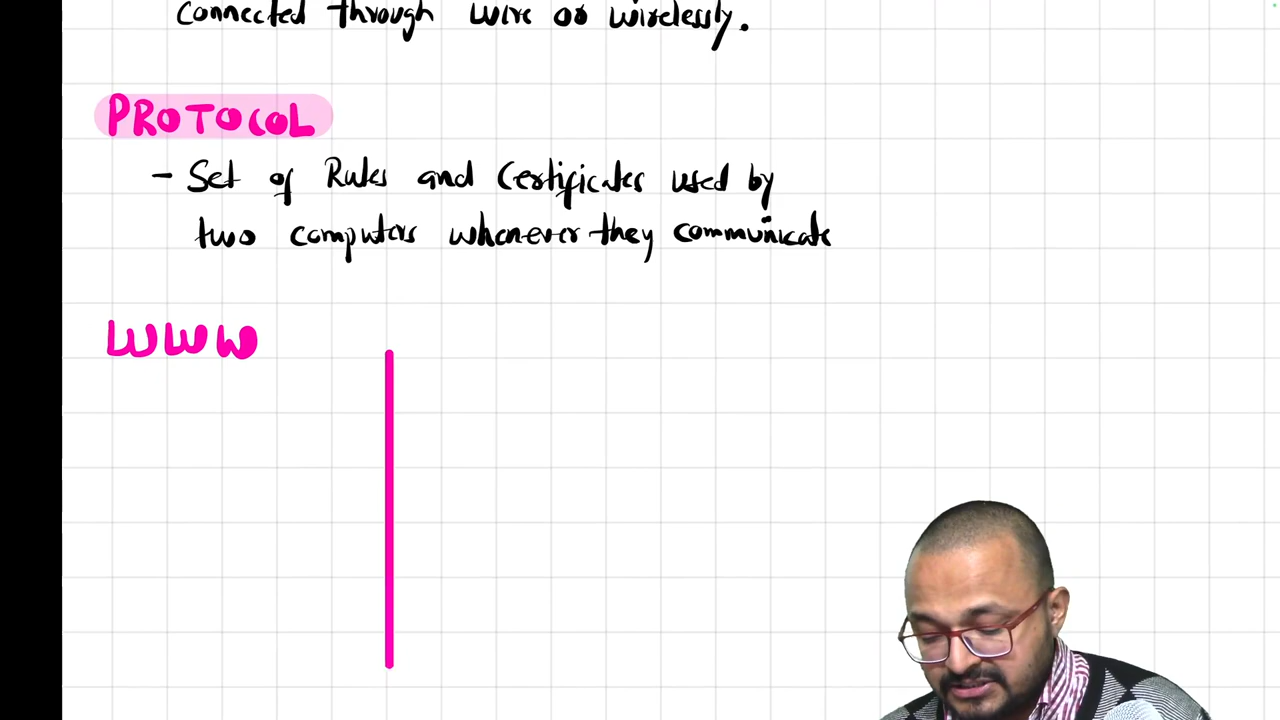 connected through wire or wirelessly.
PROTOCOL
- Set of Rules and Certificates used by
two computers whenever they communicate
WWW